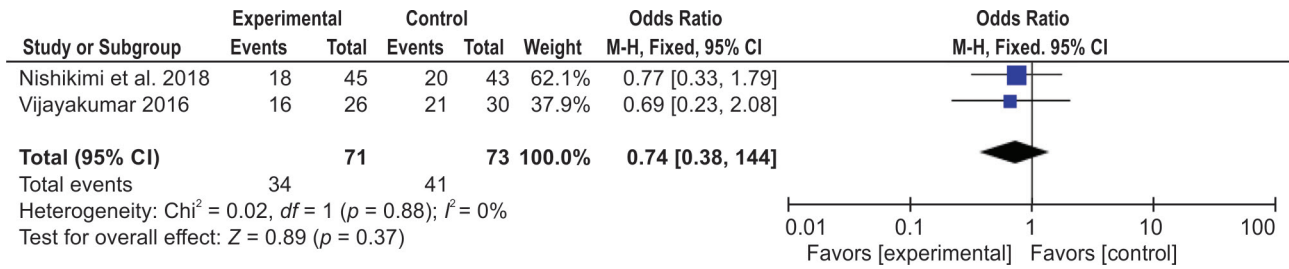 Experimental Control Odds Ratio Odds Ratio
Study or Subgroup Events Total Events Total Weight M-H, Fixed, 95% CI M-H, Fixed. 95% CI
Nishikimi et al. 2018 18 45 20 43 62.1% 0.77 [0.33, 1.79]
Vijayakumar 2016 16 26 21 30 37.9% 0.69 [0.23, 2.08]
Total (95% CI) 71 73 100.0% 0.74 [0.38, 144]
Total events 34 41
Heterogeneity: Chi² = 0.02, df = 1 (p = 0.88); I² = 0%
Test for overall effect: Z = 0.89 (p = 0.37)
0.01 0.1 1 10 100
Favors [experimental] Favors [control]